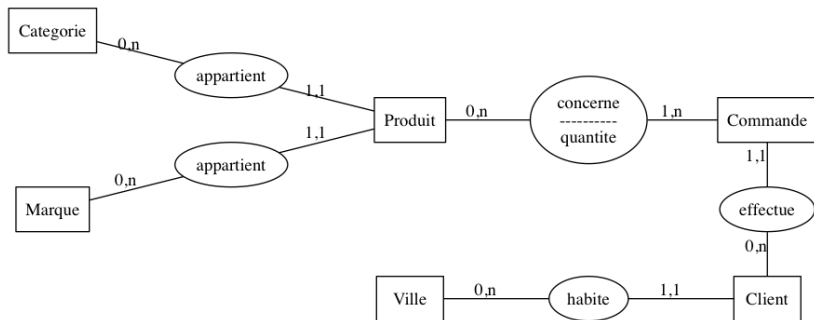 Categorie
0,n
appartient
1,1
Produit
0,n
concerne
----------
quantite
1,n
Commande
1,1
appartient
0,n
Marque
1,1
effectue
0,n
Ville
0,n
habite
1,1
Client